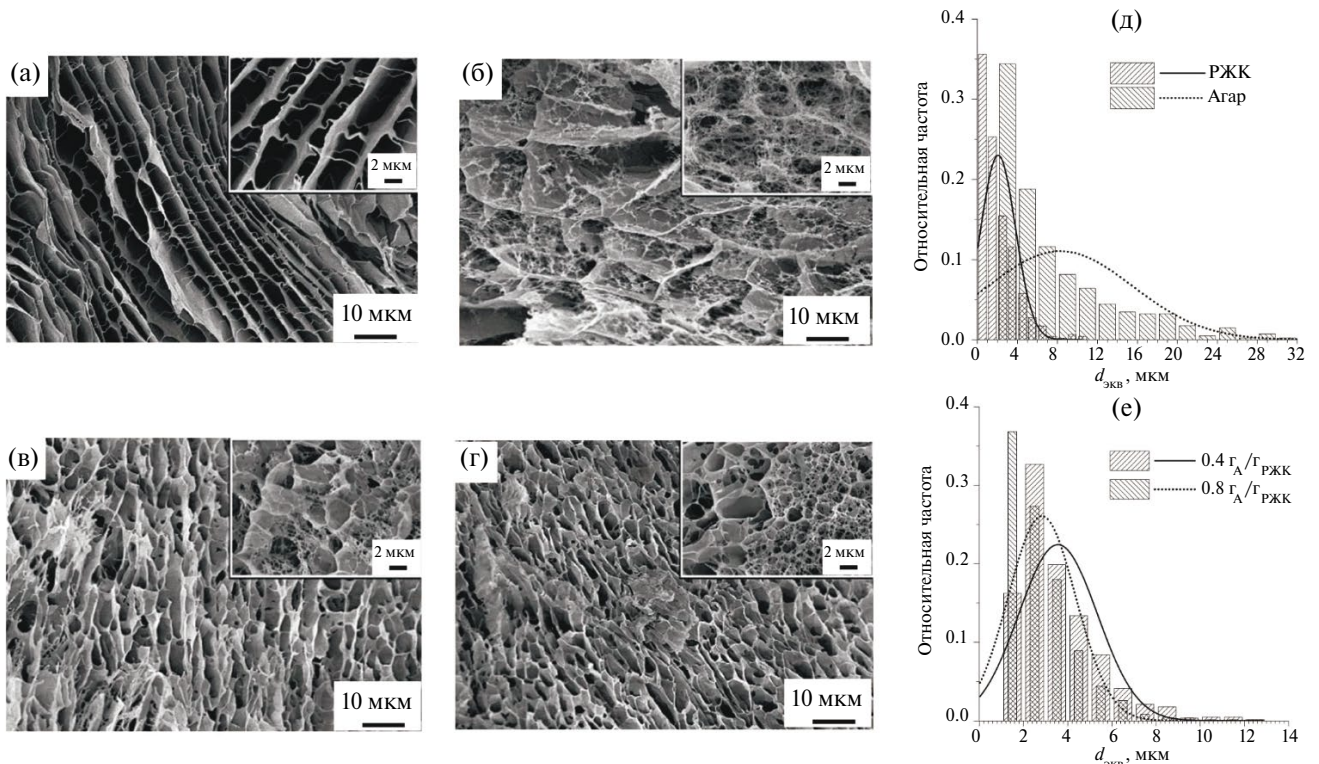 (а)
2 мкм
10 мкм
(б)
2 мкм
10 мкм
(в)
2 мкм
10 мкм
(г)
2 мкм
10 мкм
(д)
Относительная частота
0.4
0.3
0.2
0.1
0.0
РЖК
Агар
0 4 8 12 16 20 24 28 32
dэкв, мкм
(е)
Относительная частота
0.4
0.3
0.2
0.1
0.0
0.4 гА/гРЖК
0.8 гА/гРЖК
0 2 4 6 8 10 12 14
dэкв, мкм